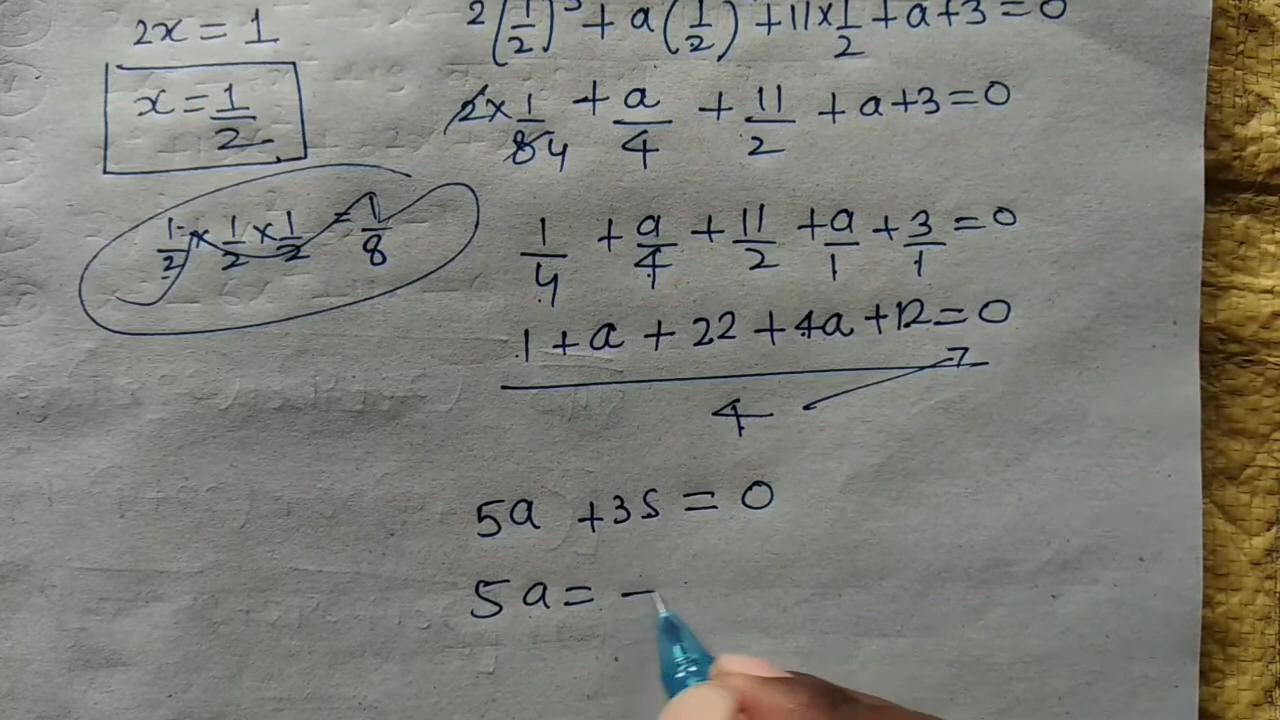 2x = 1
x = 1/2
1/2 × 1/2 × 1/2 = 1/8
2(1/2)³ + a(1/2) + 11×1/2 + a + 3 = 0
2 × 1/8 4 + a/4 + 11/2 + a + 3 = 0
1/4 + a/4 + 11/2 + a/1 + 3/1 = 0
1 + a + 22 + 4a + 12 = 0
4
5a + 35 = 0
5a = −